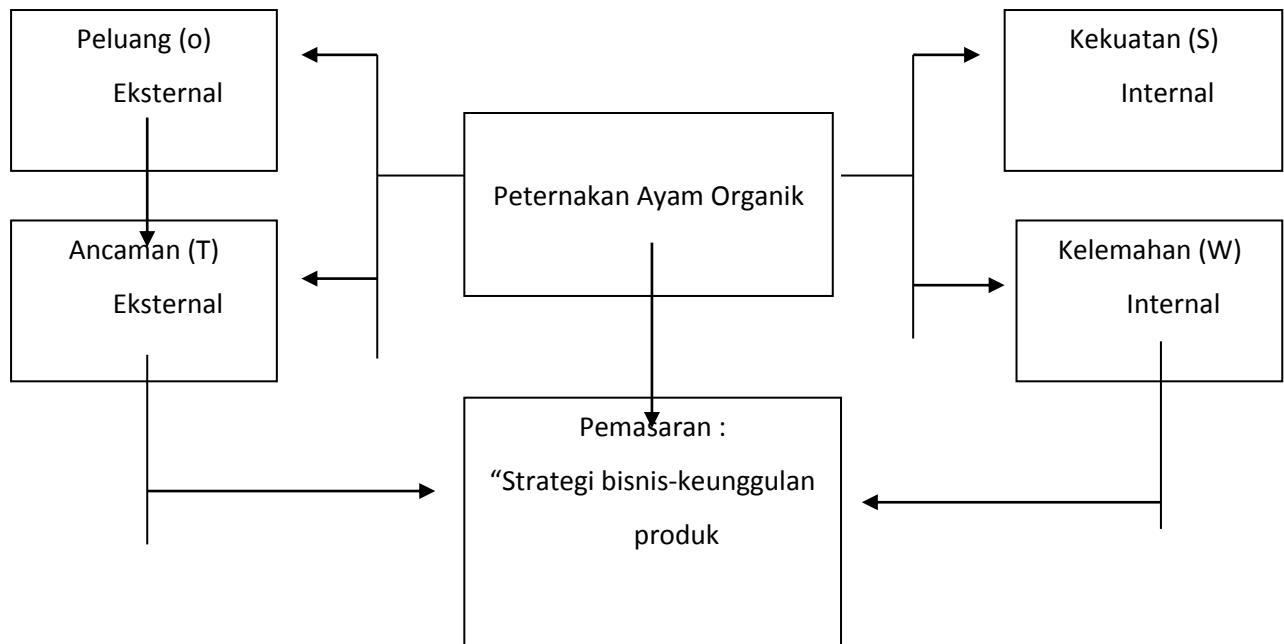 Peluang (o)
Eksternal
Kekuatan (S)
Internal
Peternakan Ayam Organik
Ancaman (T)
Eksternal
Kelemahan (W)
Internal
Pemasaran :
“Strategi bisnis-keunggulan
produk